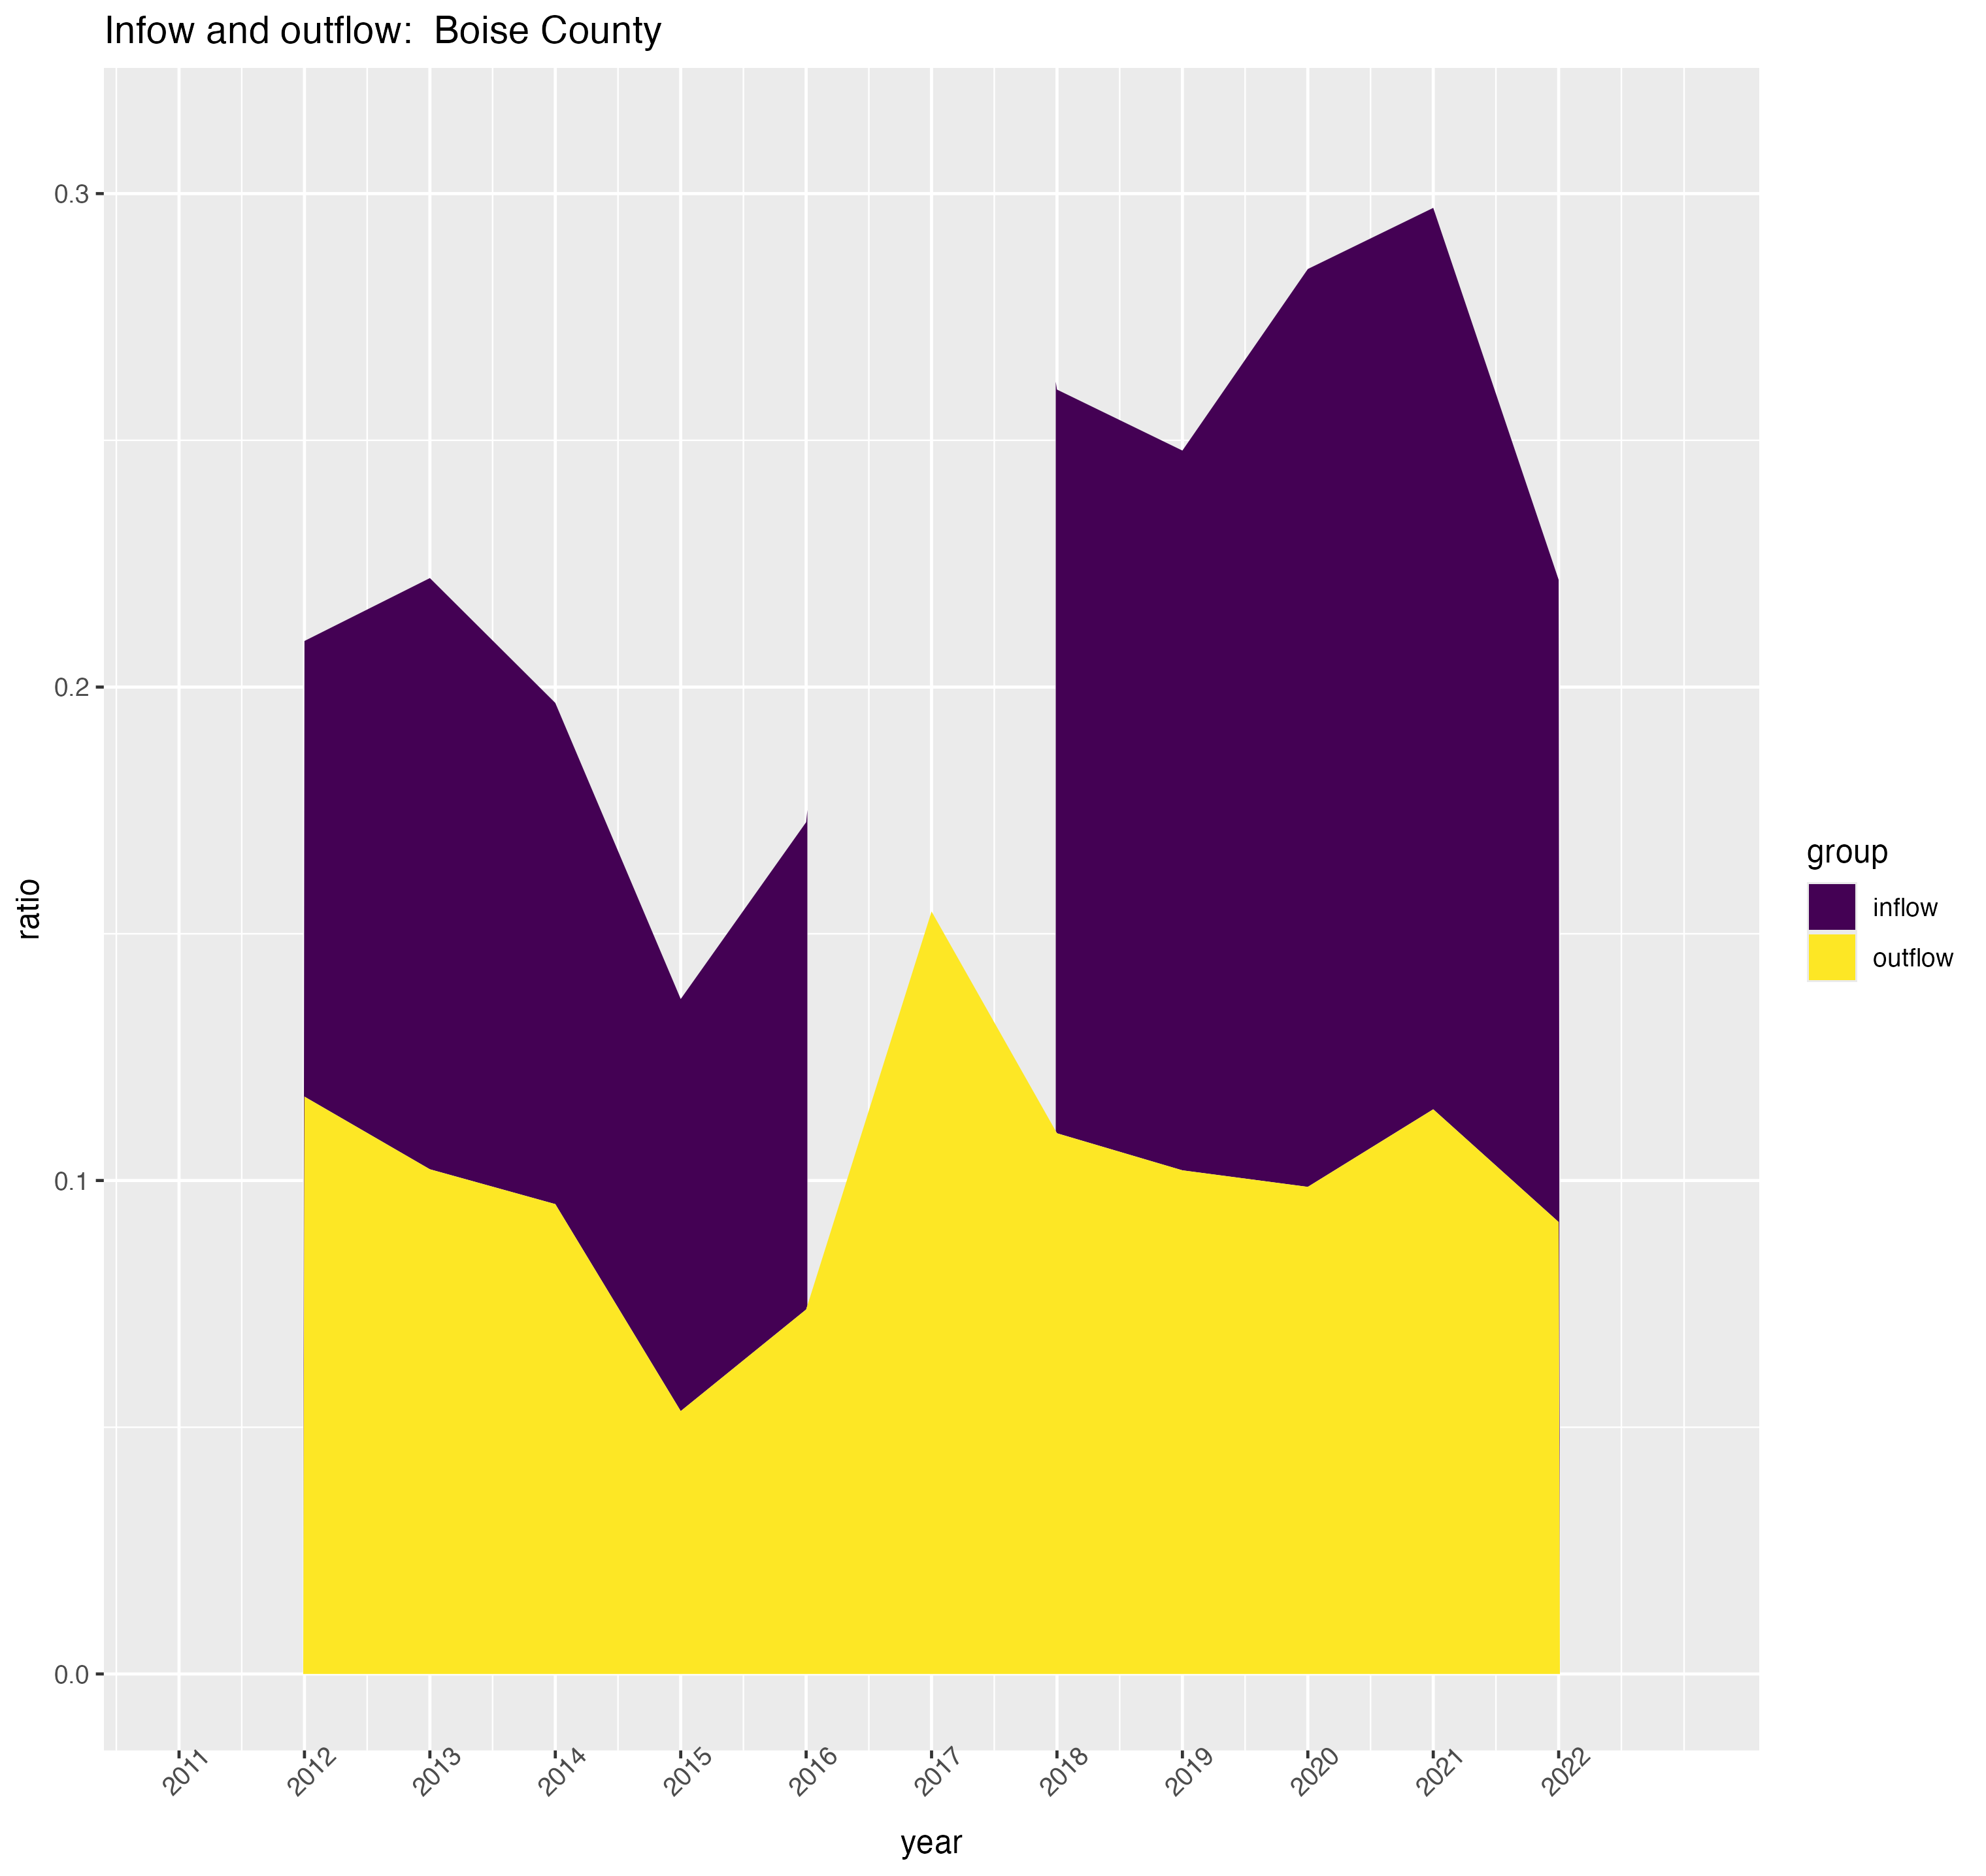 Infow and outflow:  Boise County
ratio
0.3
0.2
0.1
0.0
2011 2012 2013 2014 2015 2016 2017 2018 2019 2020 2021 2022
year
group
inflow
outflow